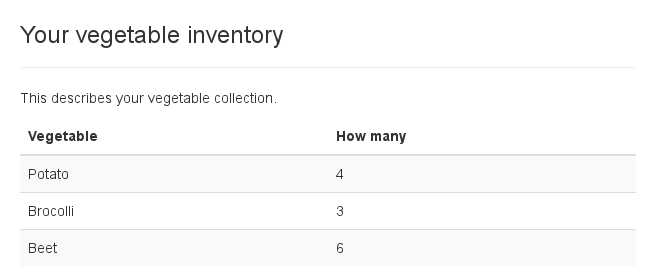 Your vegetable inventory
This describes your vegetable collection.
Vegetable How many
Potato 4
Brocolli 3
Beet 6